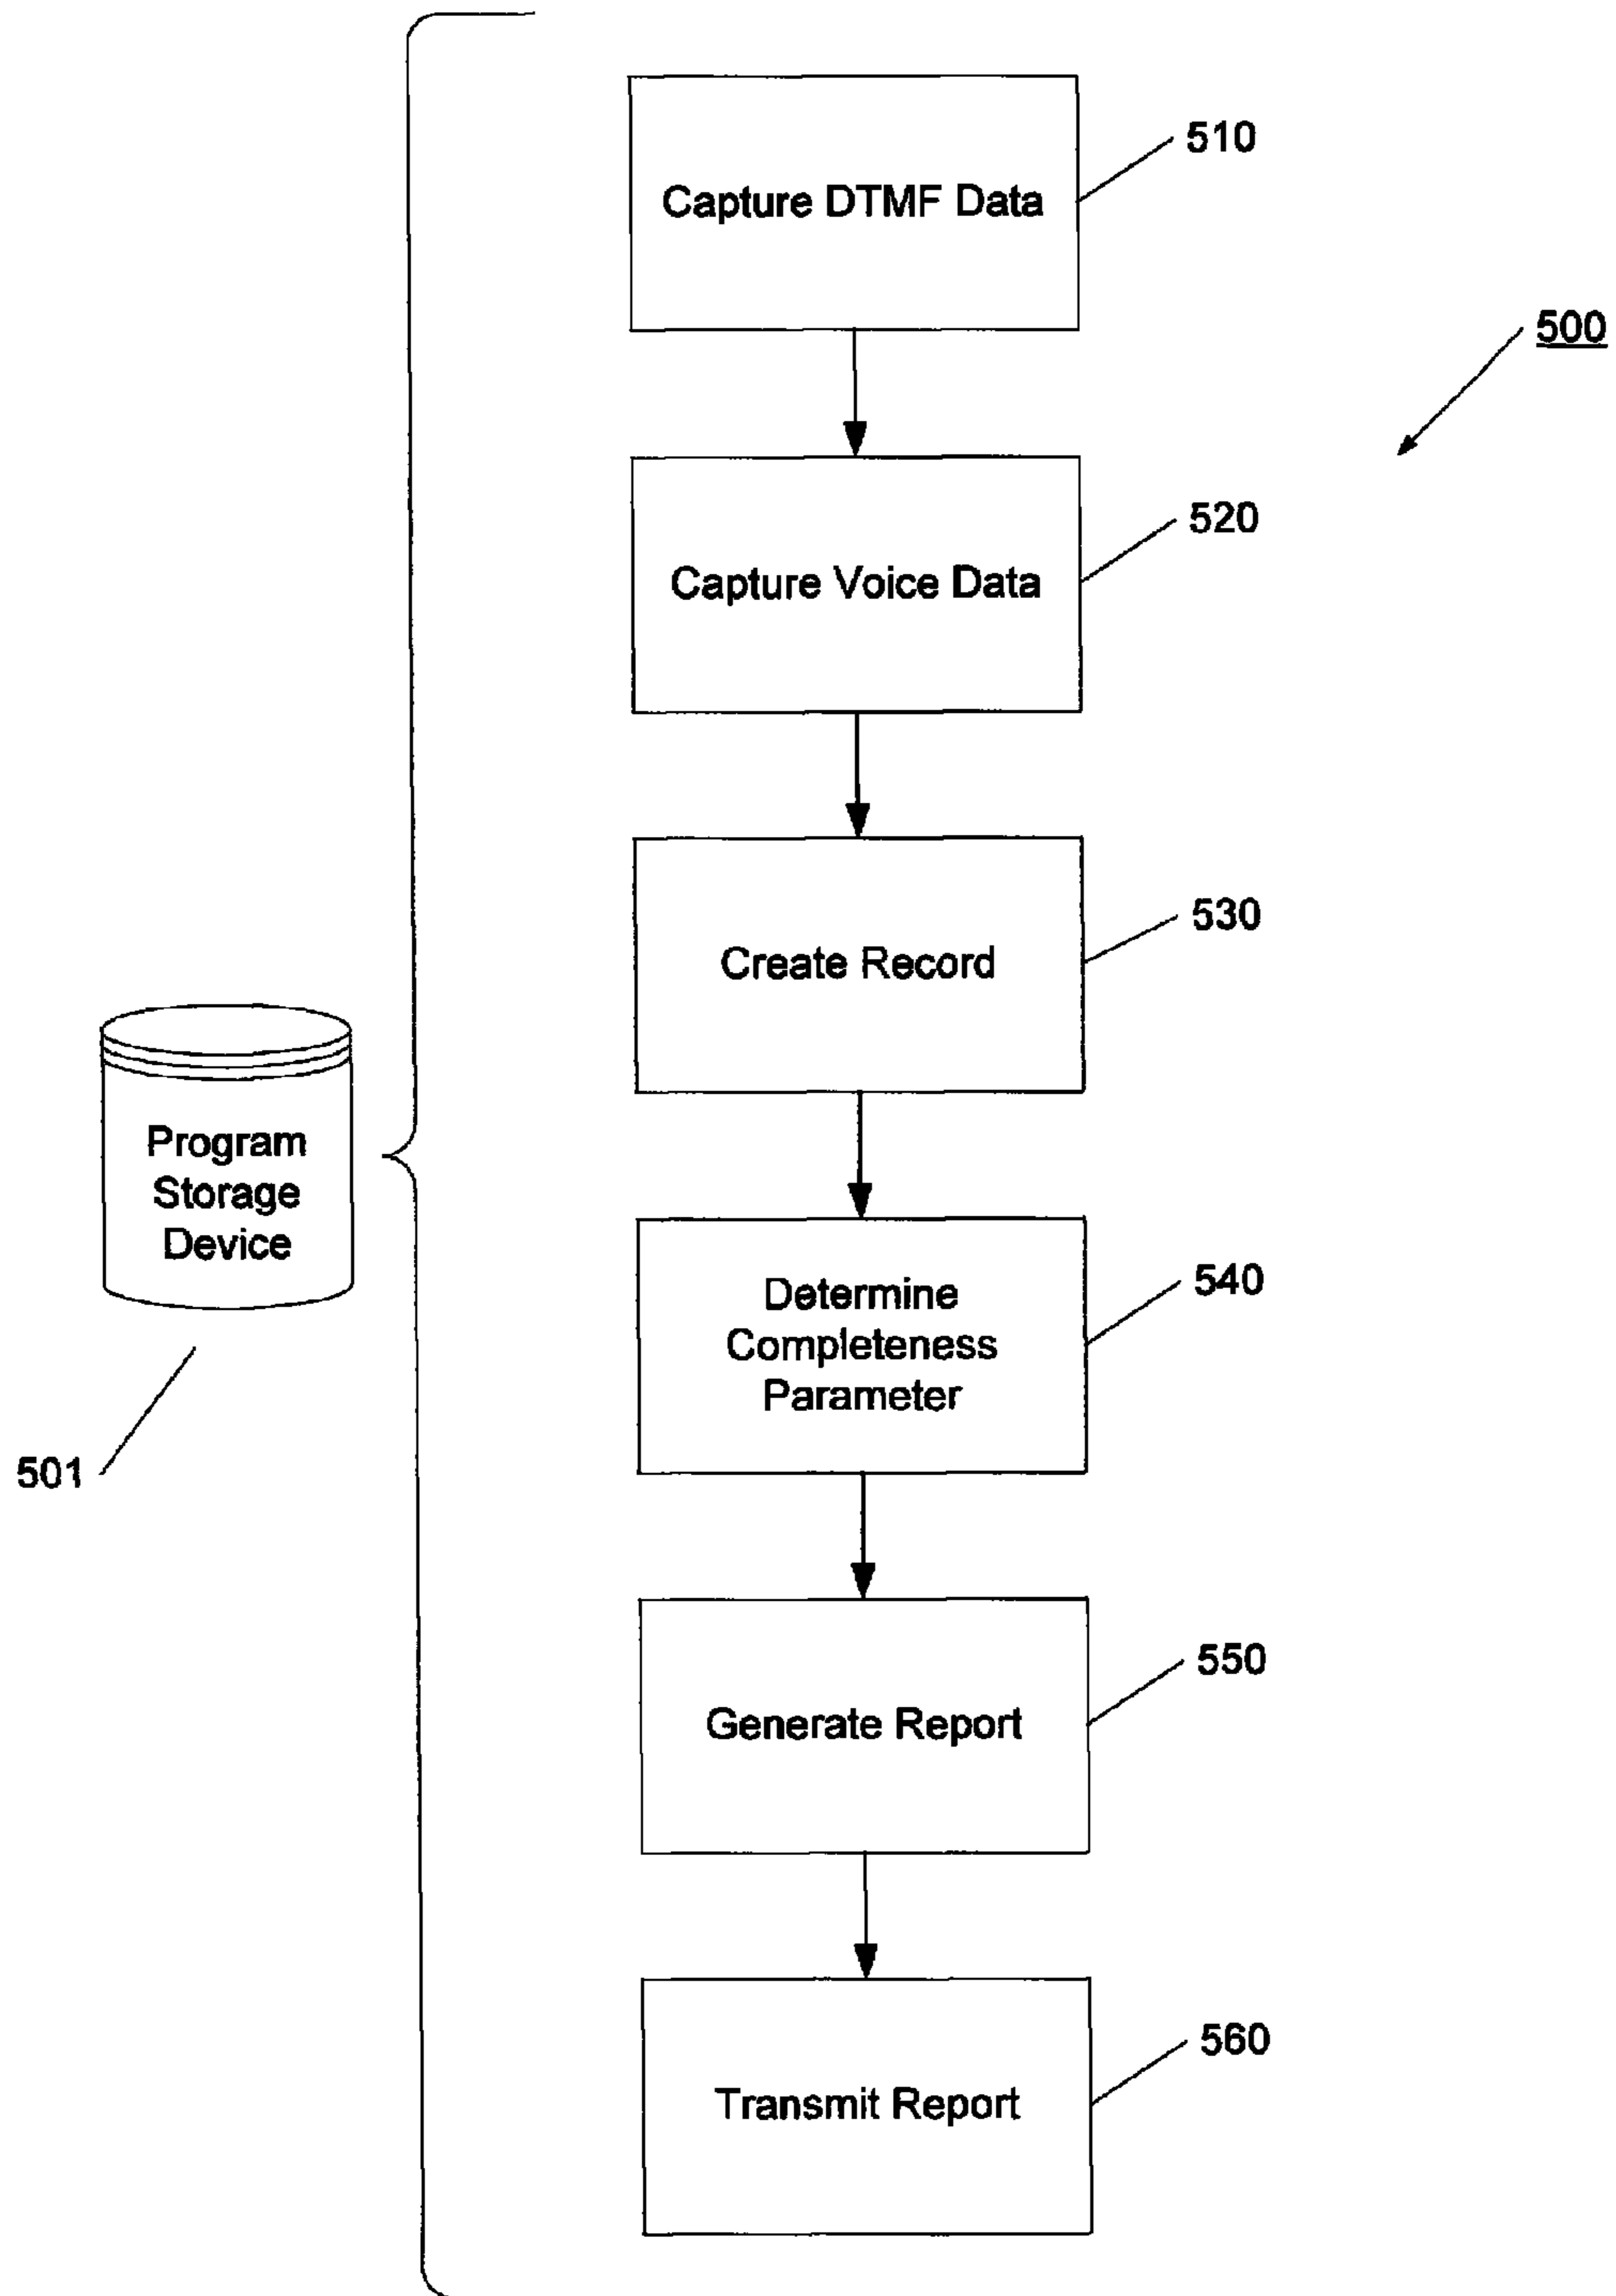 Capture DTMF Data
510
500
Capture Voice Data
520
Create Record
530
Program
Storage
Device
501
Determine
Completeness
Parameter
540
Generate Report
550
Transmit Report
560